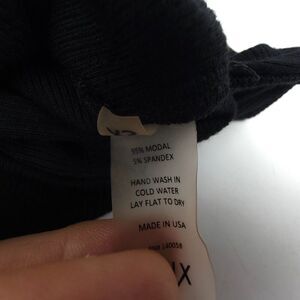 95% MODAL
5% SPANDEX
HAND WASH IN
COLD WATER
LAY FLAT TO DRY
MADE IN USA